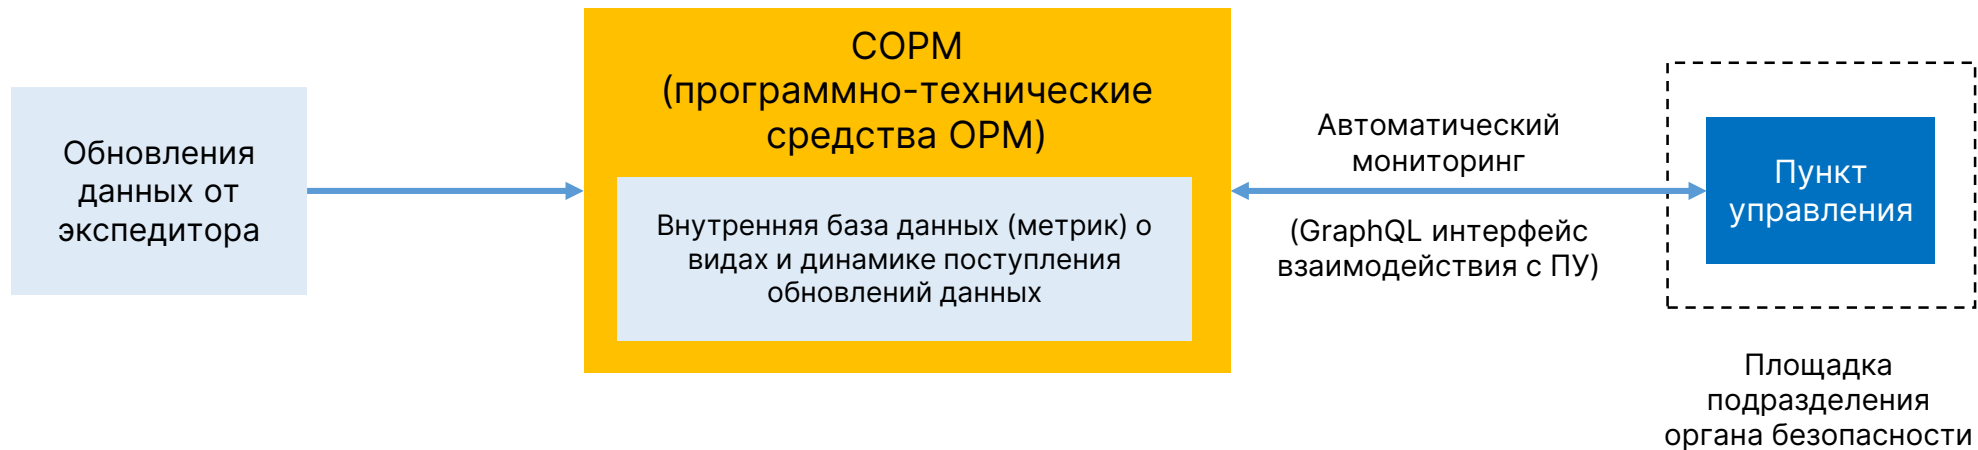 Обновления
данных от
экспедитора
СОРМ
(программно-технические
средства ОРМ)
Внутренняя база данных (метрик) о
видах и динамике поступления
обновлений данных
Автоматический
мониторинг
(GraphQL интерфейс
взаимодействия с ПУ)
Пункт
управления
Площадка
подразделения
органа безопасности